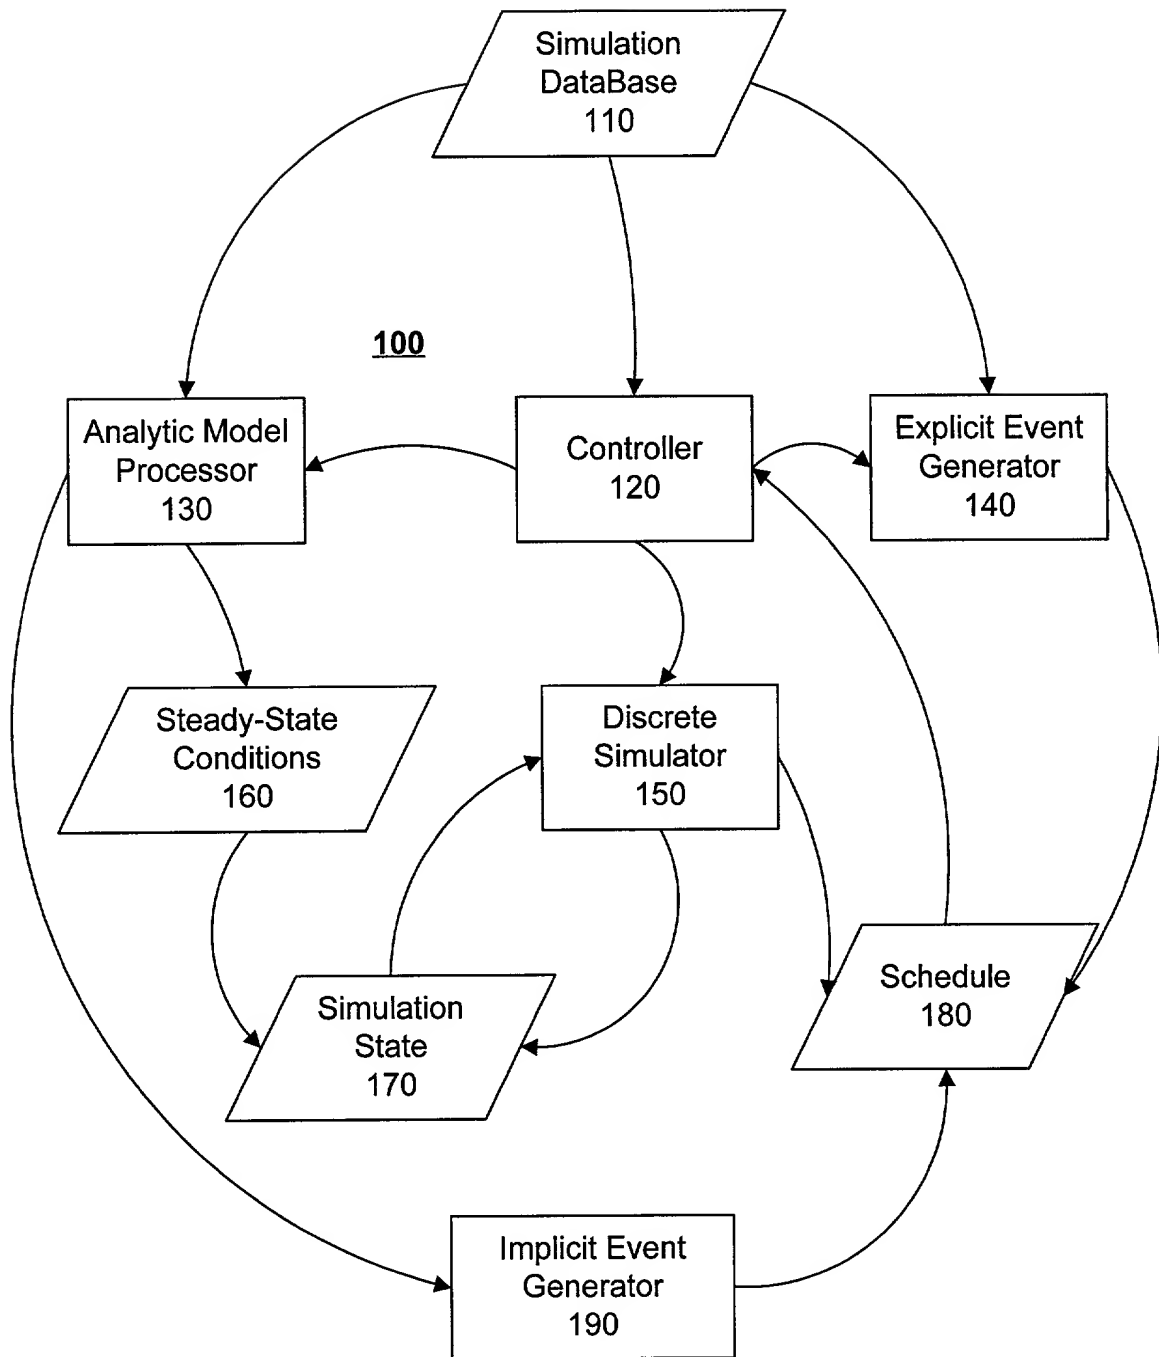 Simulation
DataBase
110
100
Analytic Model
Processor
130
Controller
120
Explicit Event
Generator
140
Steady-State
Conditions
160
Discrete
Simulator
150
Simulation
State
170
Schedule
180
Implicit Event
Generator
190